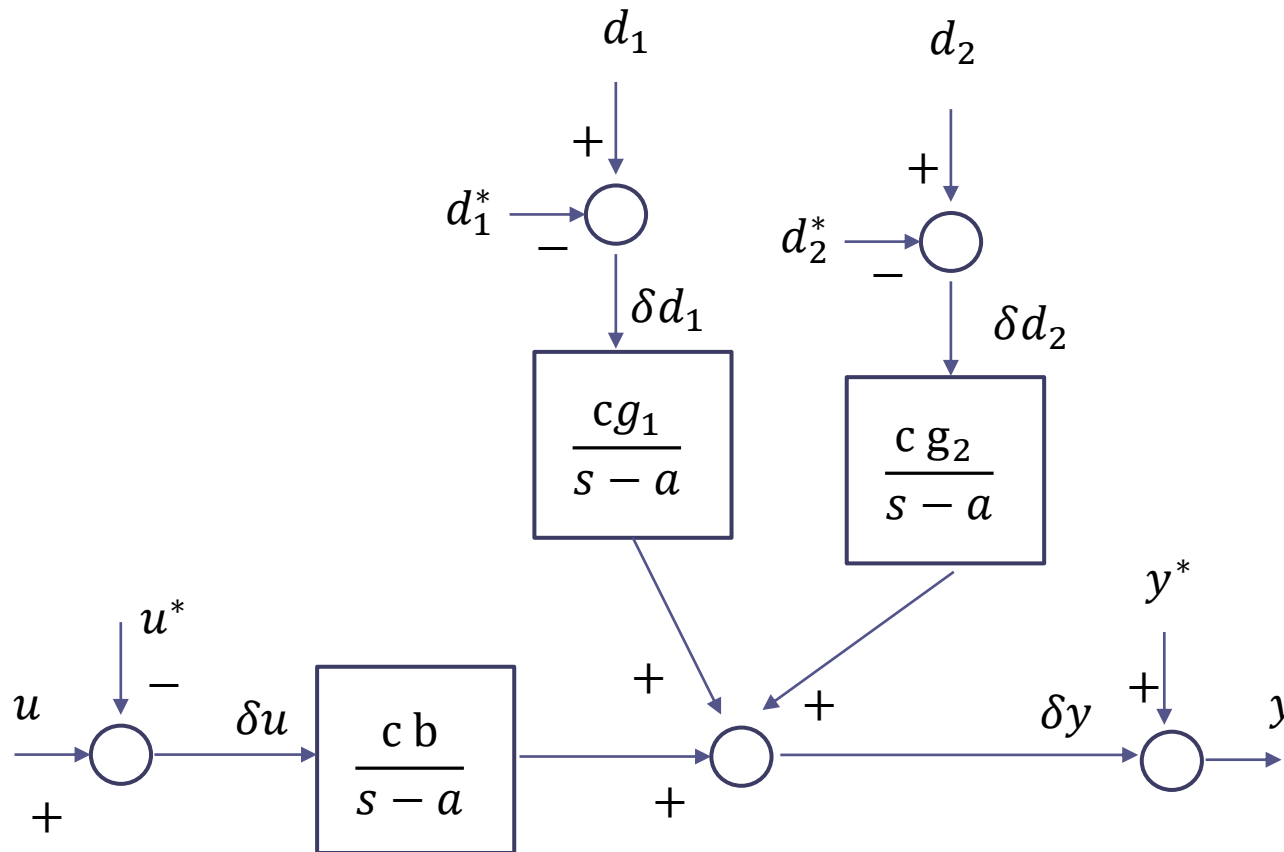 d₁
d₂
+
+
d₁*
−
d₂*
−
δd₁
δd₂
cg₁
s − a
c g₂
s − a
u*
y*
−
+
+
+
u
δu
c b
s − a
δy
y
+
+